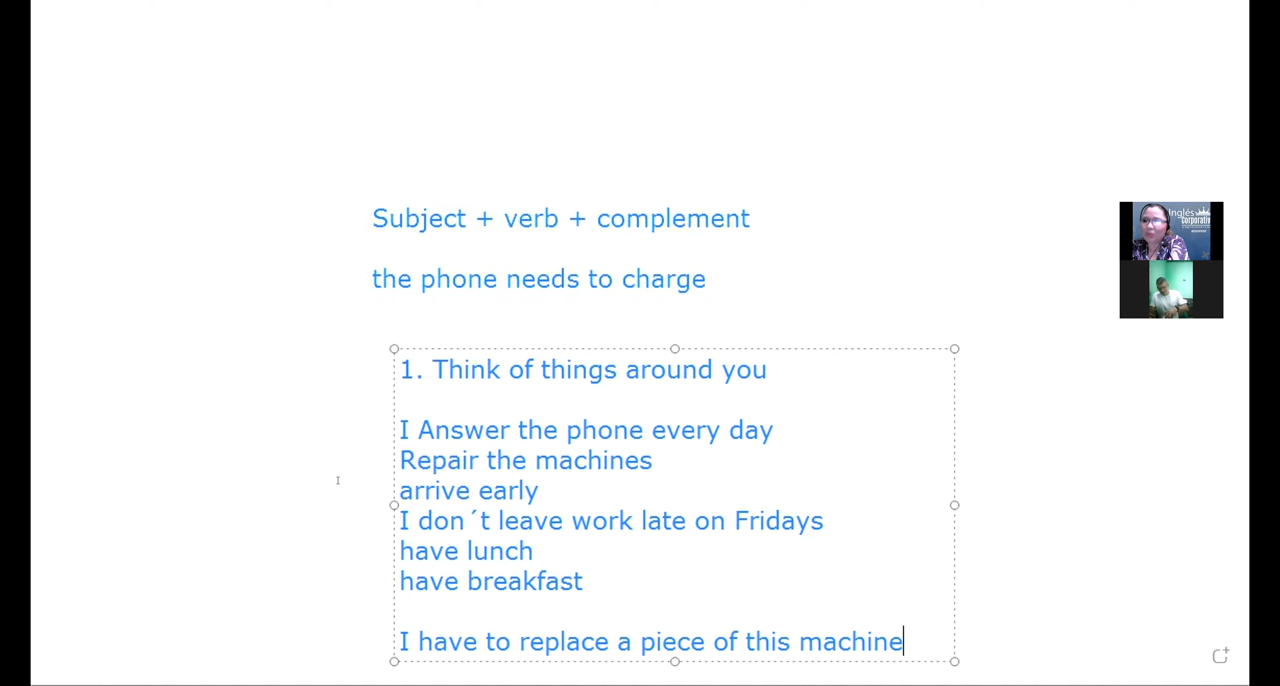 Subject + verb + complement
the phone needs to charge
1. Think of things around you
I Answer the phone every day
Repair the machines
arrive early
I don´t leave work late on Fridays
have lunch
have breakfast
I have to replace a piece of this machine
Inglés
Corporativo